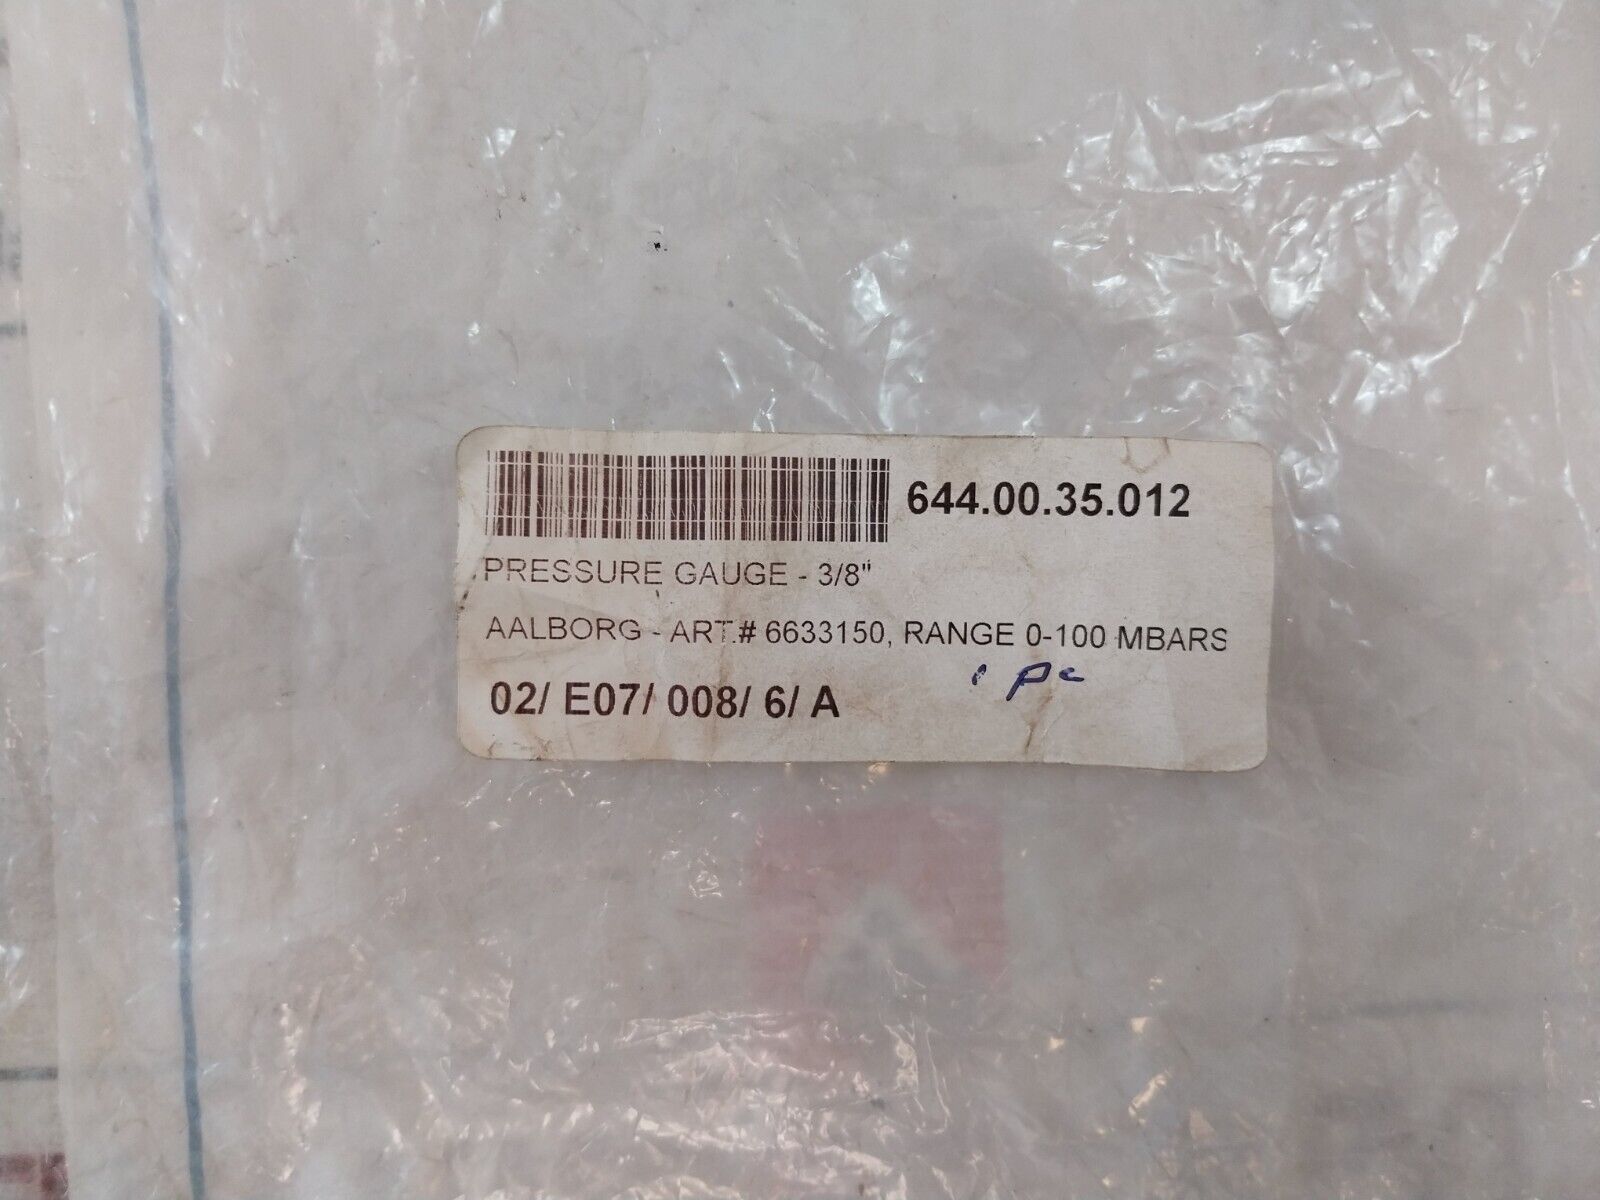 644.00.35.012
PRESSURE GAUGE - 3/8"
AALBORG - ART.# 6633150, RANGE 0-100 MBARS
1 pc
02/ E07/ 008/ 6/ A